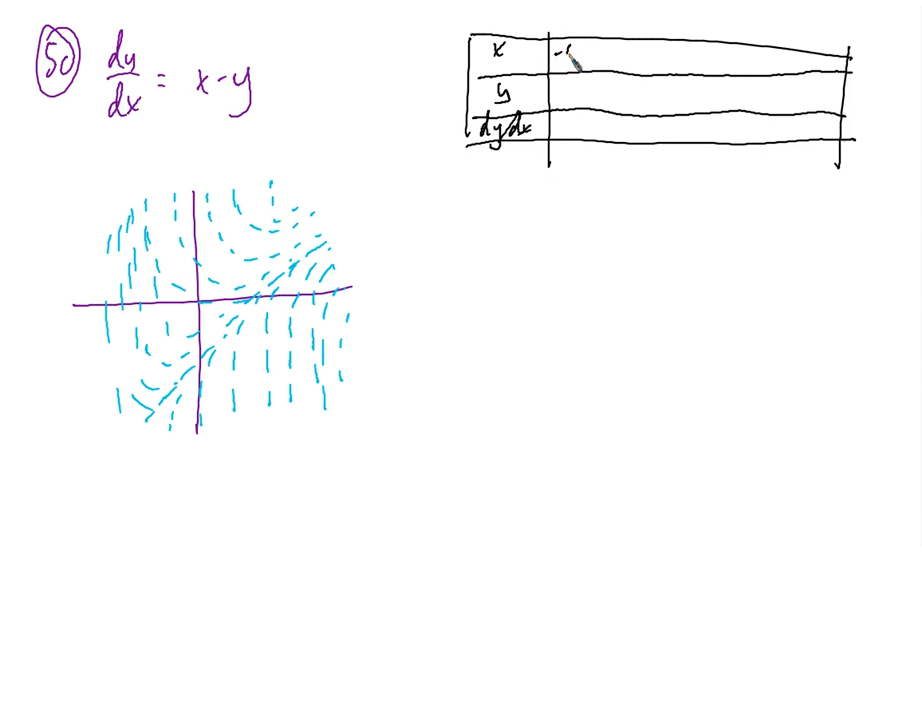 50 dy/dx = x - y
x -
y
dy/dx